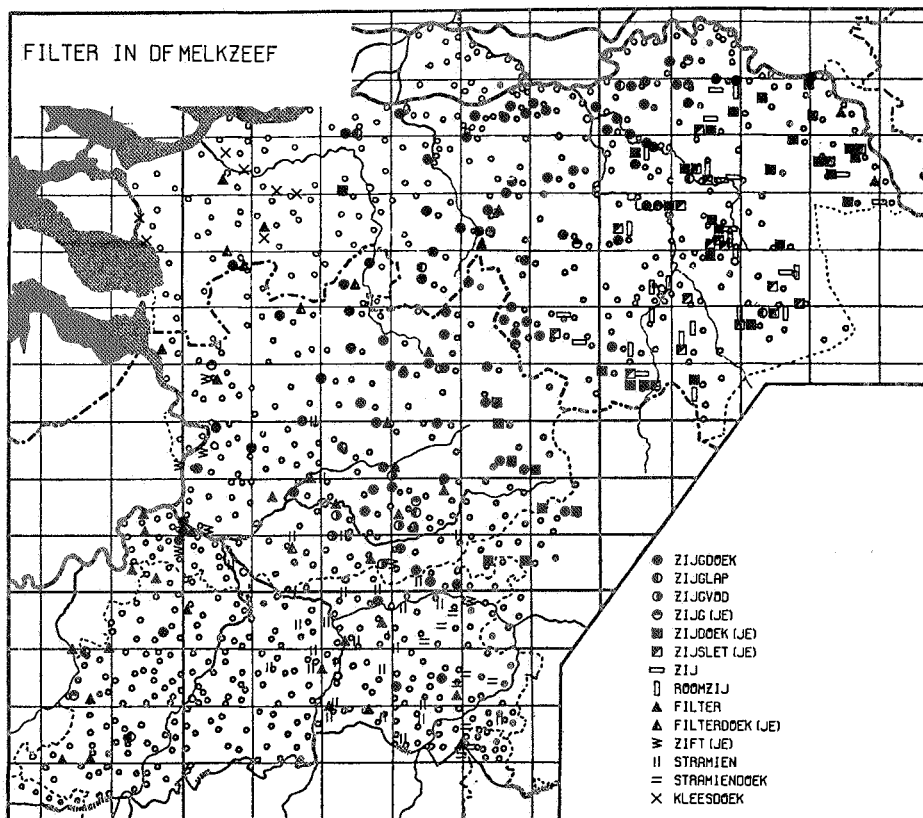 FILTER IN OF MELKZEEF
ZIJGDOEK
ZIJGLAP
ZIJGVOD
ZIJG (JE)
ZIJDOEK (JE)
ZIJSLET (JE)
ZIJ
ROOMZIJ
FILTER
FILTERDOEK (JE)
ZIFT (JE)
STRAMIEN
STRAMIENDOEK
KLEESDOEK